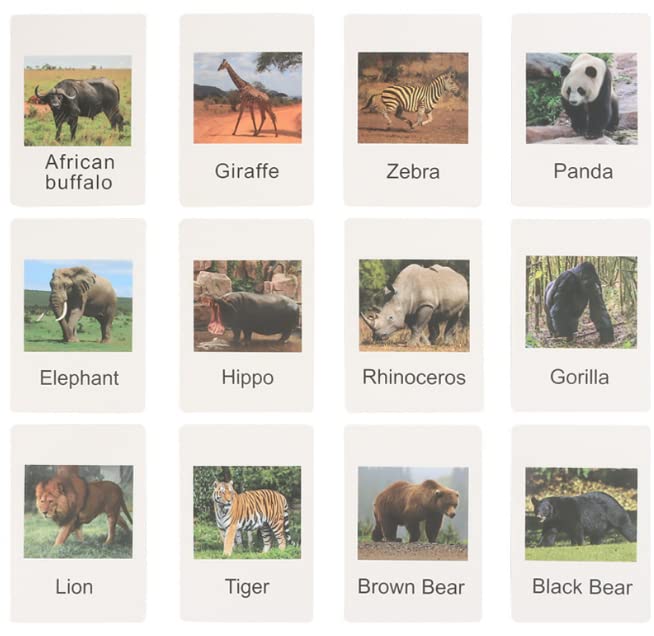 African
buffalo
Giraffe
Zebra
Panda
Elephant
Hippo
Rhinoceros
Gorilla
Lion
Tiger
Brown Bear
Black Bear